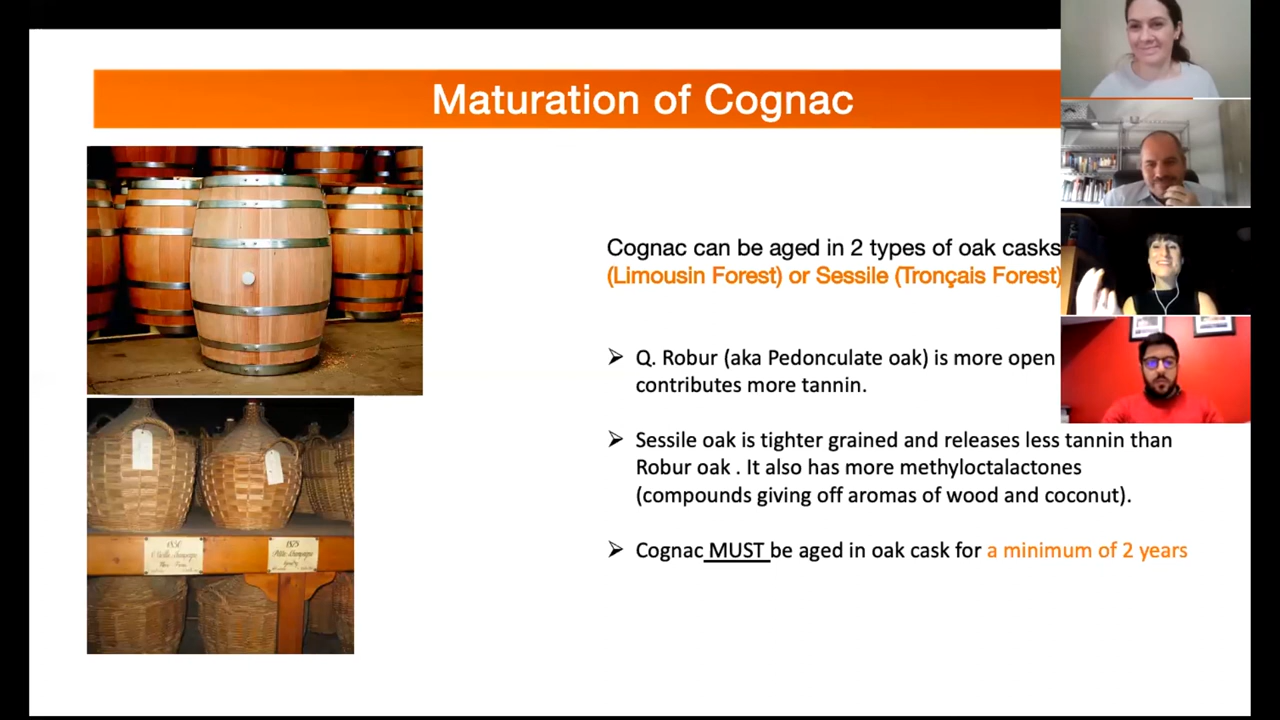 Maturation of Cognac
Cognac can be aged in 2 types of oak casks
(Limousin Forest) or Sessile (Tronçais Forest)
➢ Q. Robur (aka Pedonculate oak) is more open
contributes more tannin.
➢ Sessile oak is tighter grained and releases less tannin than
Robur oak . It also has more methyloctalactones
(compounds giving off aromas of wood and coconut).
➢ Cognac MUST be aged in oak cask for a minimum of 2 years